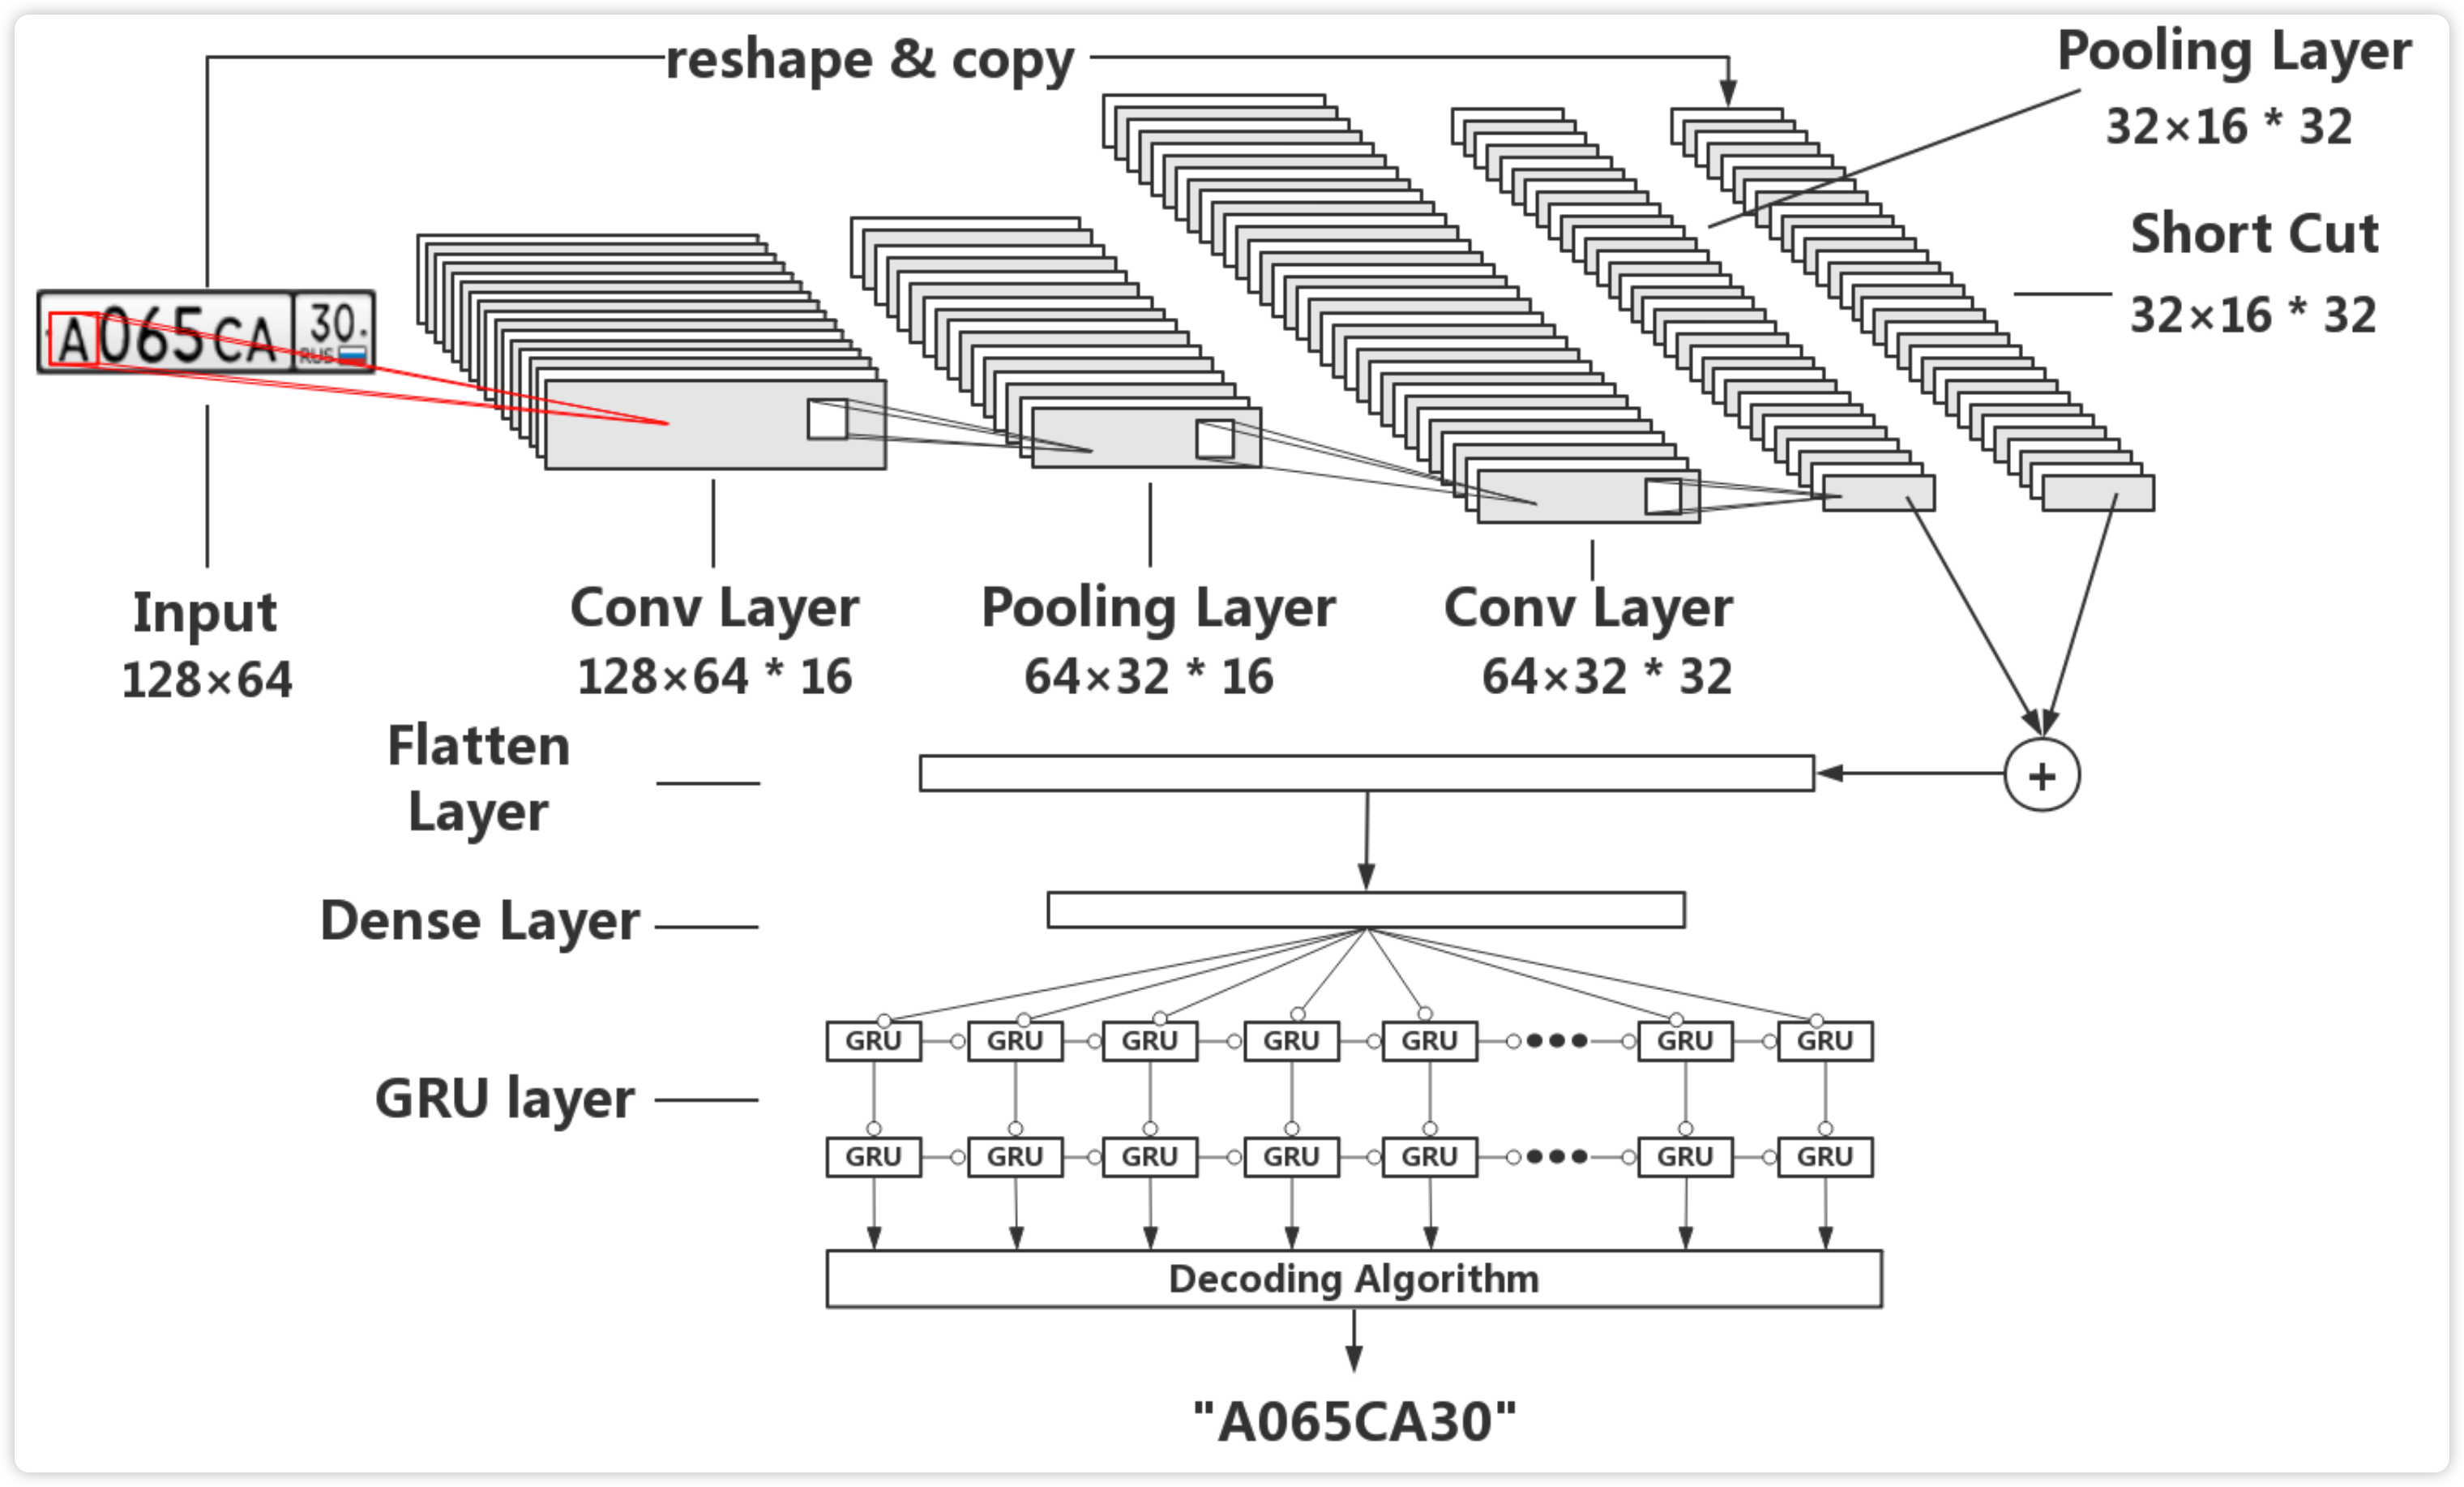 reshape & copy
Pooling Layer
32×16 * 32
Short Cut
32×16 * 32
A065CA
30
RUS
Input
128×64
Conv Layer
128×64 * 16
Pooling Layer
64×32 * 16
Conv Layer
64×32 * 32
Flatten
Layer
+
Dense Layer
GRU layer
GRU GRU GRU GRU GRU GRU GRU
GRU GRU GRU GRU GRU GRU GRU
Decoding Algorithm
"A065CA30"